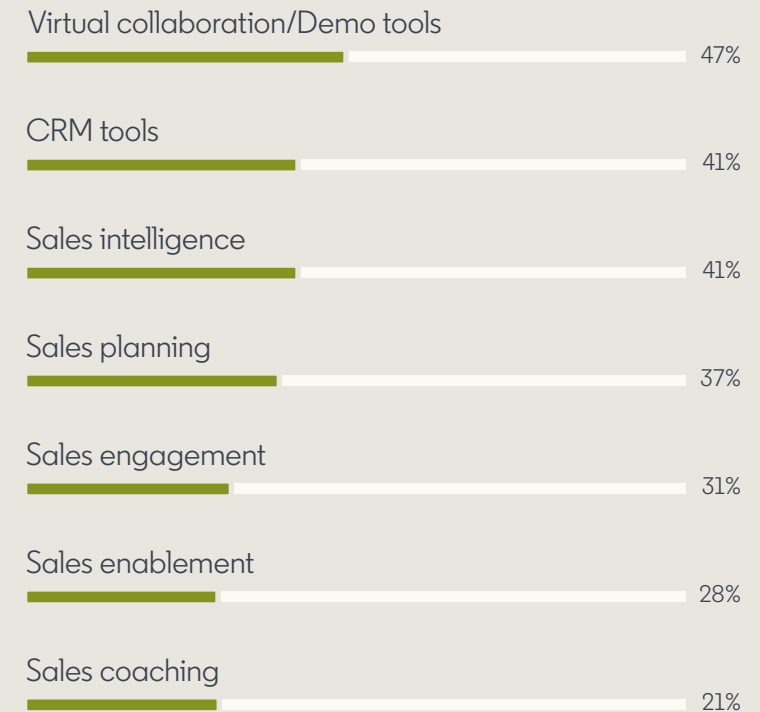 Virtual collaboration/Demo tools
47%
CRM tools
41%
Sales intelligence
41%
Sales planning
37%
Sales engagement
31%
Sales enablement
28%
Sales coaching
21%